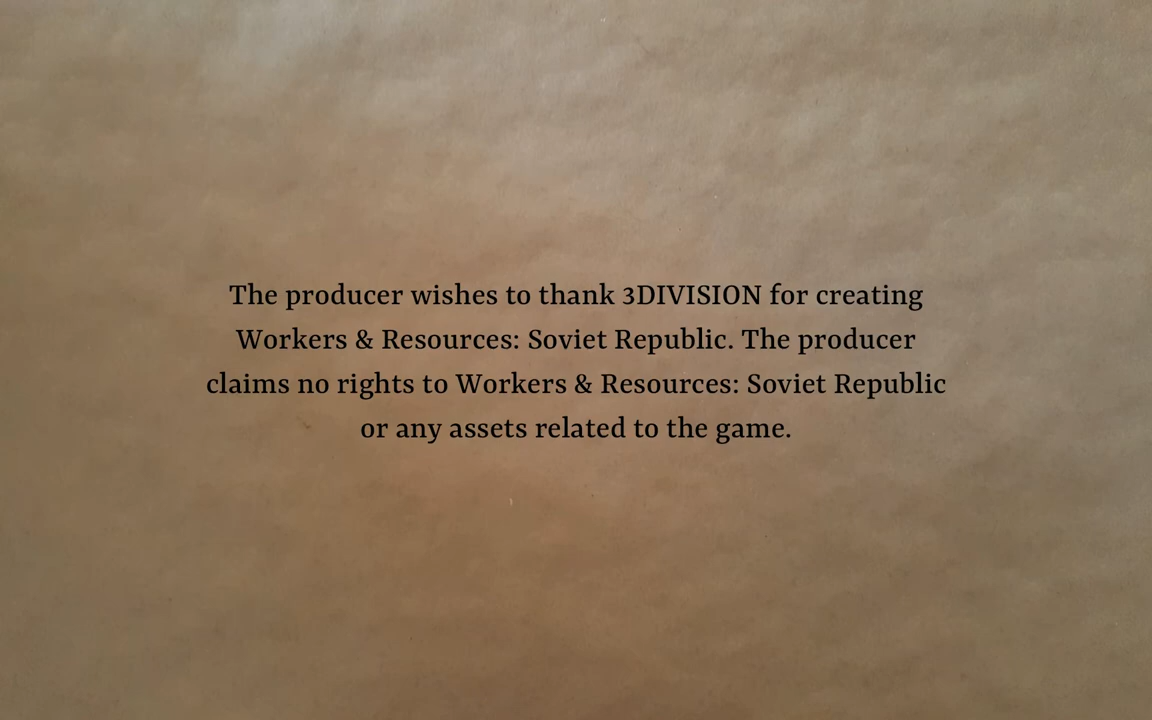 The producer wishes to thank 3DIVISION for creating
Workers & Resources: Soviet Republic. The producer
claims no rights to Workers & Resources: Soviet Republic
or any assets related to the game.